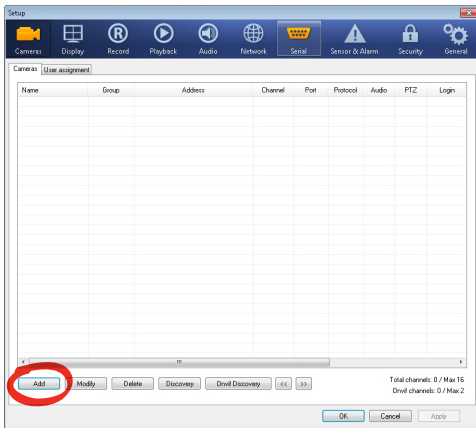 Setup
Cameras Display Record Playback Audio Network Serial Sensor & Alarm Security General
Cameras User assignment
Name Group Address Channel Port Protocol Audio PTZ Login
Add Modify Delete Discovery Onvif Discovery << >>
Total channels: 0 / Max 16
Onvif channels: 0 / Max 2
OK Cancel Apply